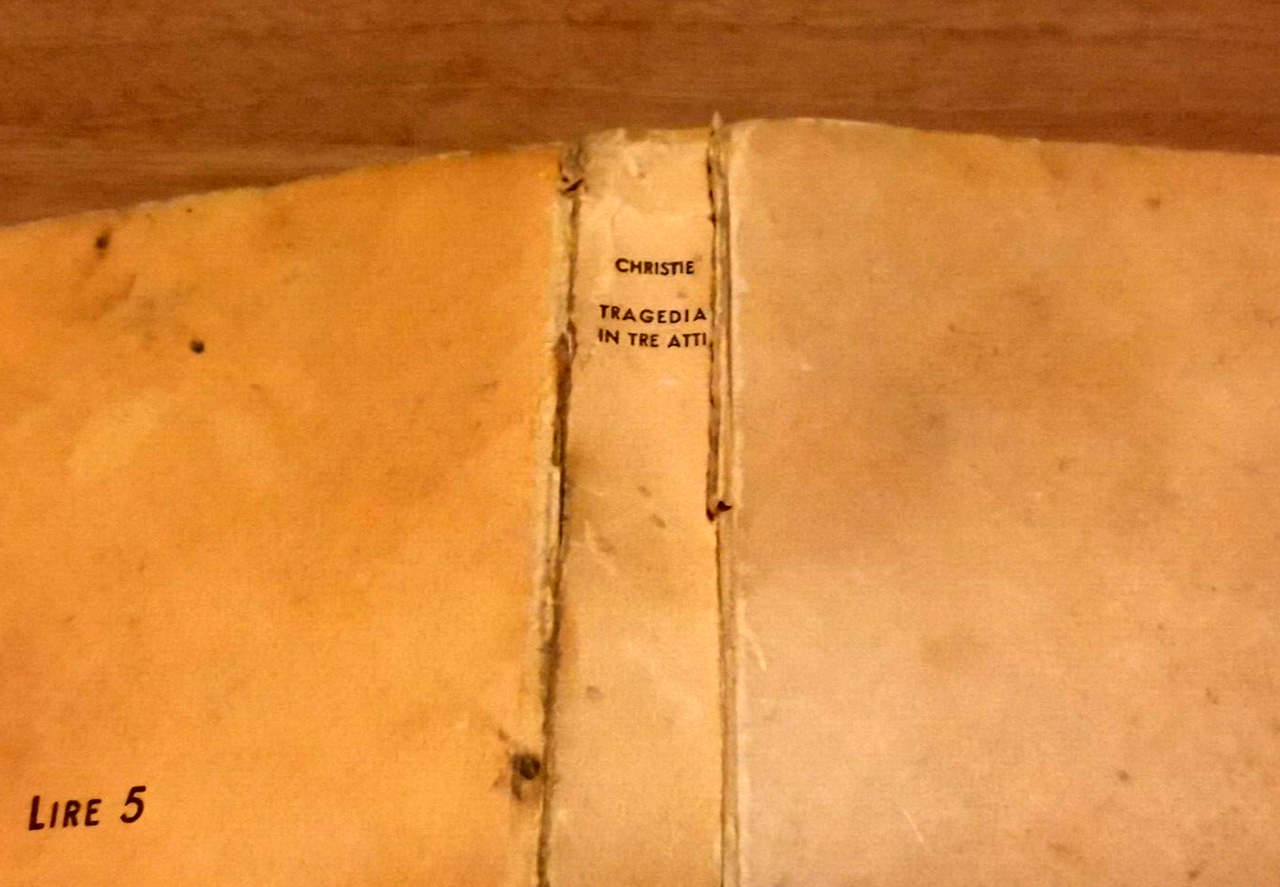 CHRISTIE
TRAGEDIA
IN TRE ATTI
LIRE 5